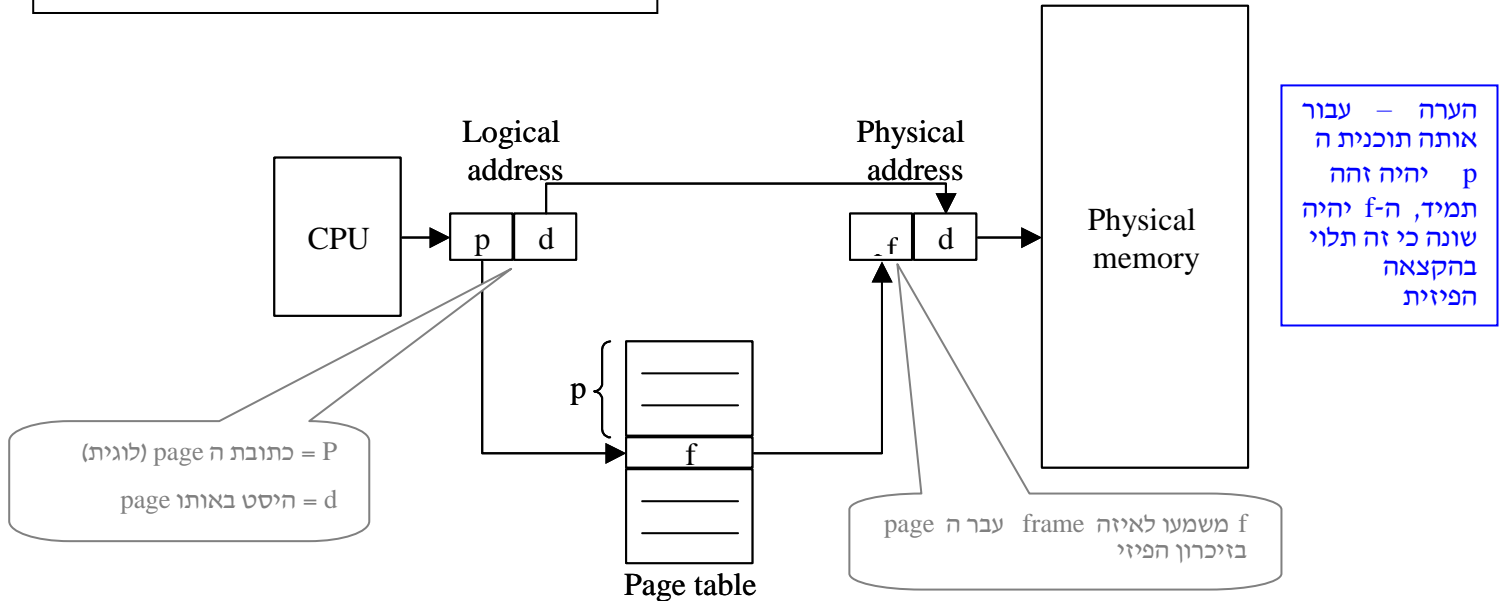 Logical
address
Physical
address
CPU
p
d
f
d
Physical
memory
הערה – עבור
אותה תוכנית ה
p יהיה זהה
תמיד, ה-f יהיה
שונה כי זה תלוי
בהקצאה
הפיזית
p
f
Page table
P = כתובת ה page (לוגית)
d = היסט באותו page
f משמעו לאיזה frame עבר ה page
בזיכרון הפיזי